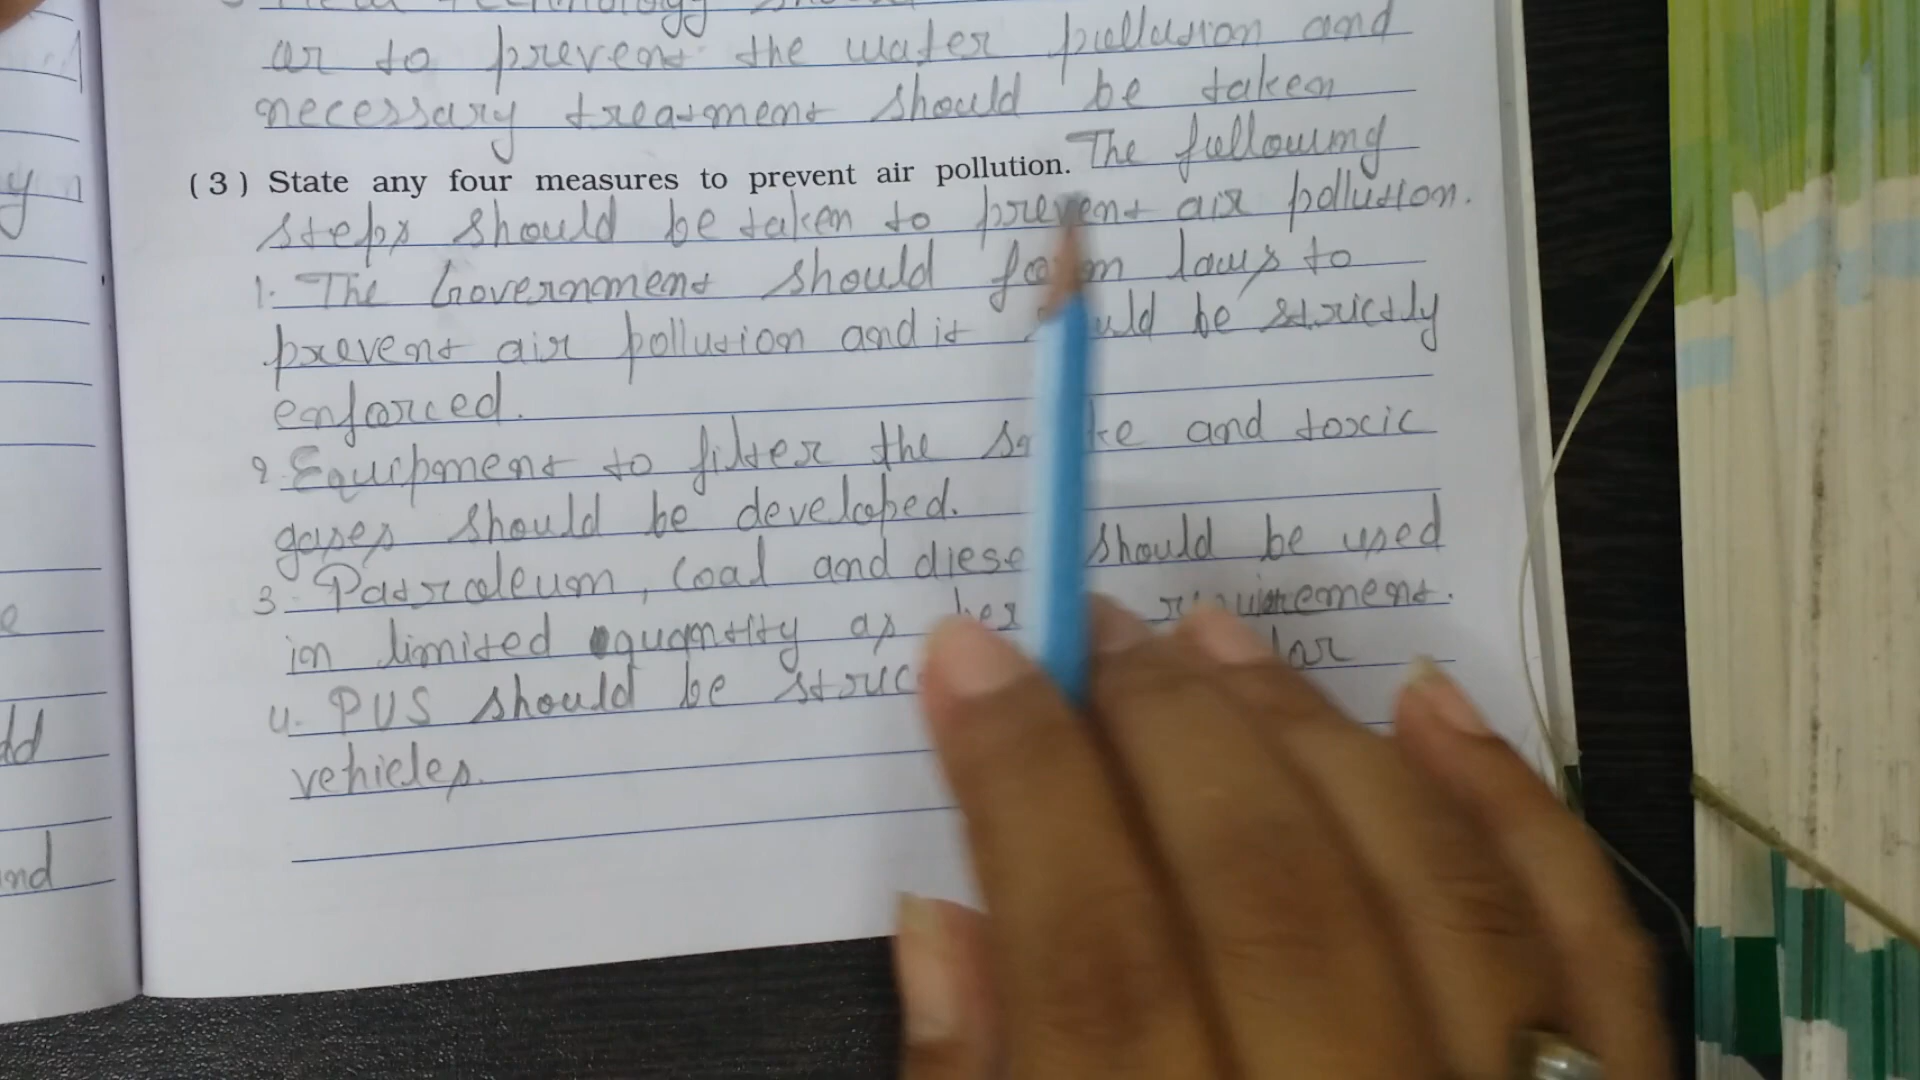 Technology
ar to prevent the water pollution and
necessary treatment should be taken
(3) State any four measures to prevent air pollution. The following
steps should be taken to prevent air pollution.
1. The Government should form laws to
prevent air pollution and it should be strictly
enforced.
2. Equipment to filter the and toxic
gases should be developed.
3. Patroleum, Coal and diese should be used
in limited quantity as per requirement.
4. PUS should be
vehicles.
y
e
ld
and